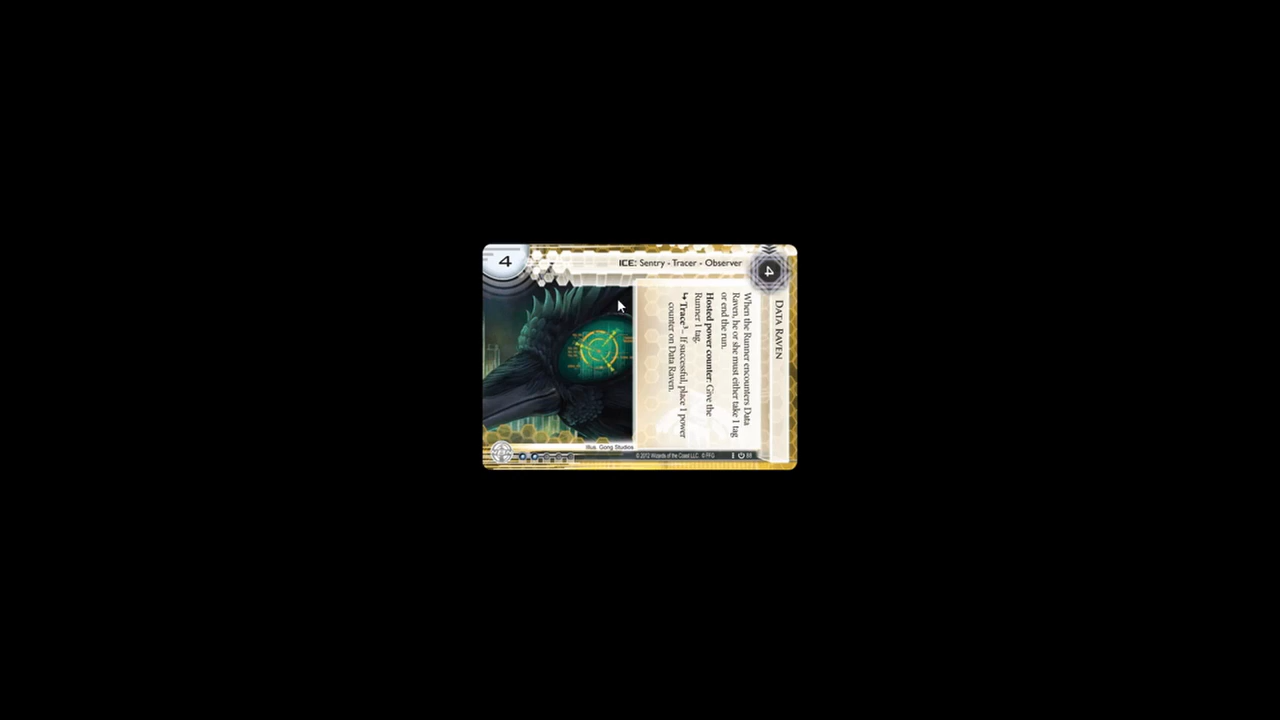 4
ICE: Sentry - Tracer - Observer
4
DATA RAVEN
When the Runner encounters Data
Raven, he or she must either take 1 tag
or end the run.
Hosted power counter: Give the
Runner 1 tag.
↳ Trace³ – If successful, place 1 power
counter on Data Raven.
Illus. Gong Studios
© 2012 Wizards of the Coast LLC. © FFG
88